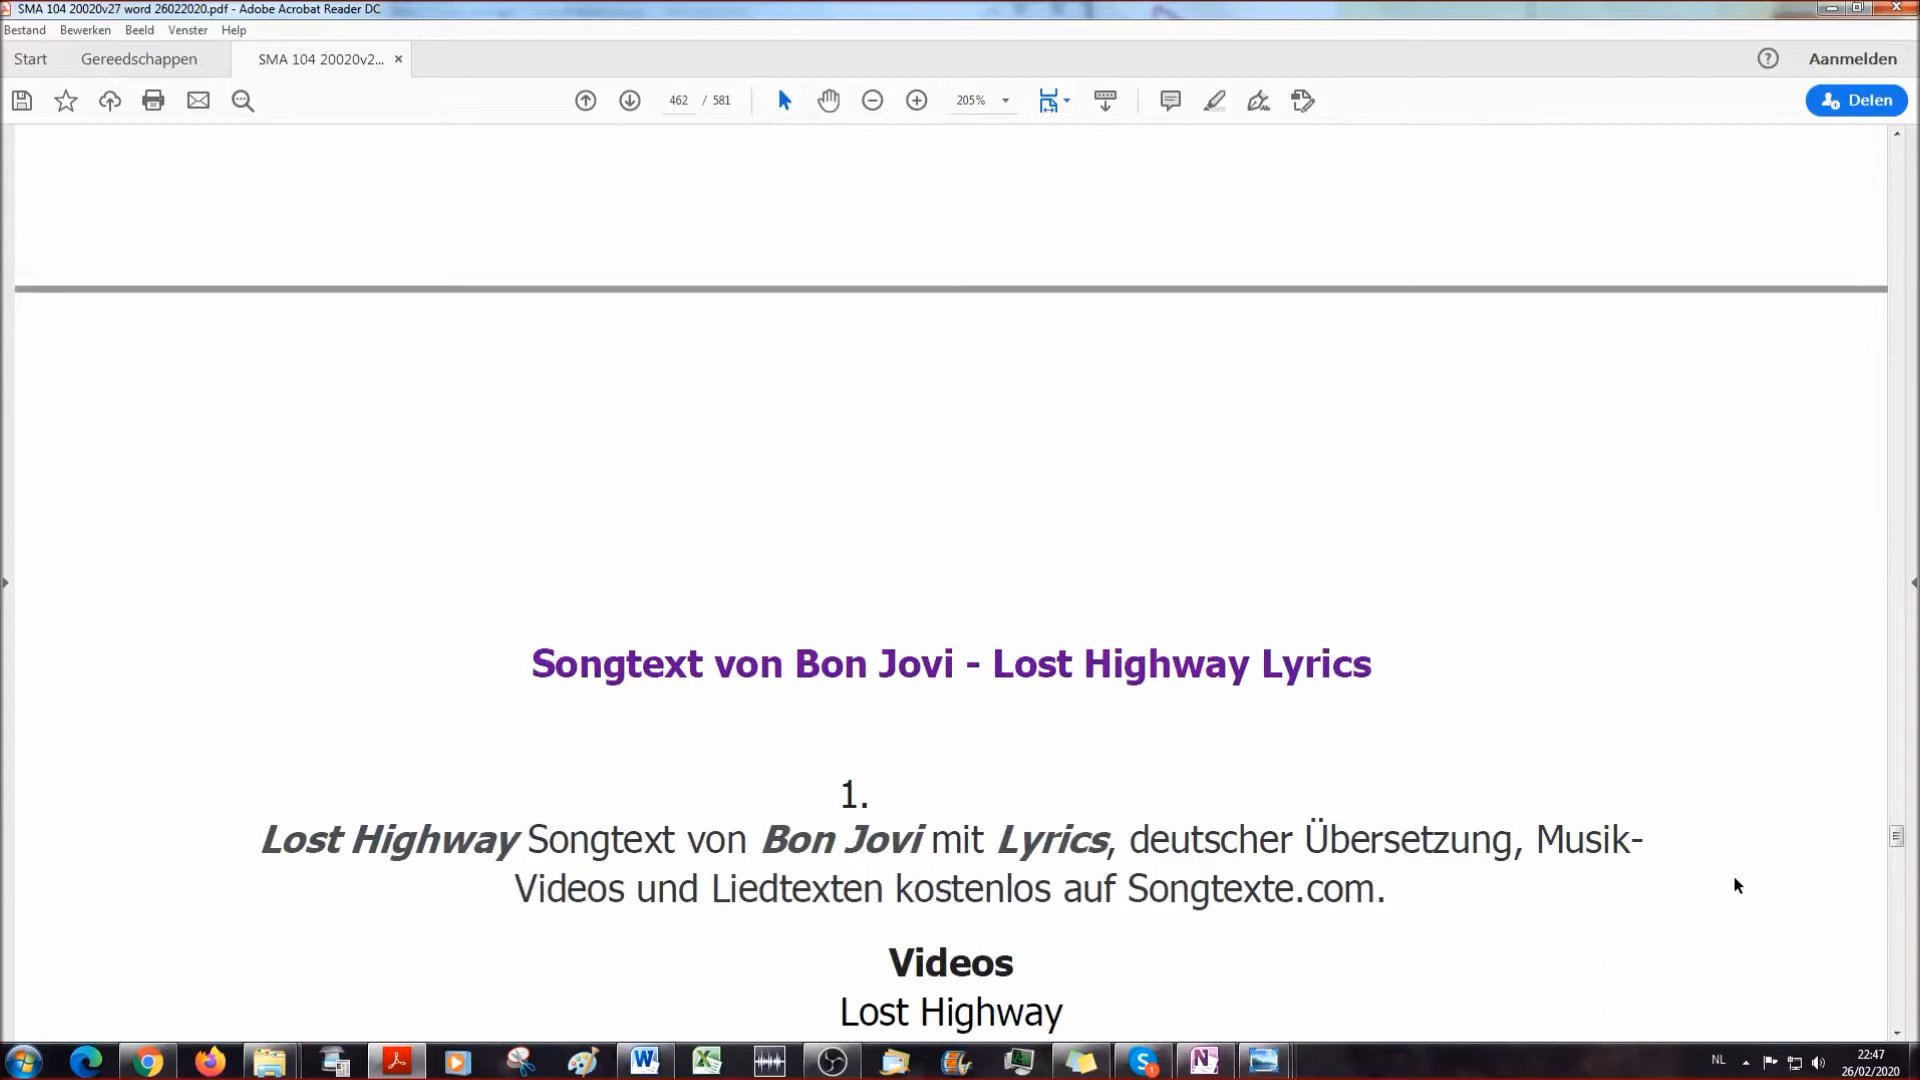 SMA 104 20020v27 word 26022020.pdf - Adobe Acrobat Reader DC
Bestand Bewerken Beeld Venster Help
Start Gereedschappen SMA 104 20020v2... × Aanmelden
462 / 581 205% Delen
Songtext von Bon Jovi - Lost Highway Lyrics
1.
Lost Highway Songtext von Bon Jovi mit Lyrics, deutscher Übersetzung, Musik-
Videos und Liedtexten kostenlos auf Songtexte.com.
Videos
Lost Highway
NL 22:47
26/02/2020